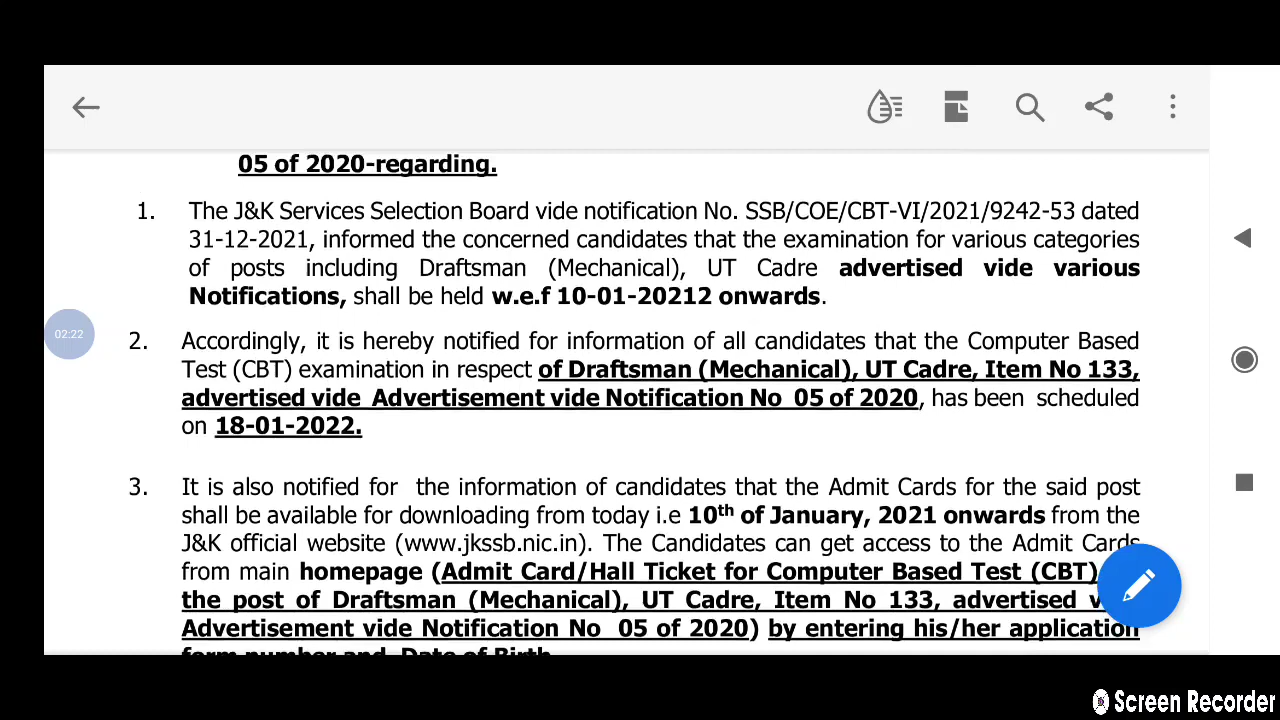 05 of 2020-regarding.
1. The J&K Services Selection Board vide notification No. SSB/COE/CBT-VI/2021/9242-53 dated
31-12-2021, informed the concerned candidates that the examination for various categories
of posts including Draftsman (Mechanical), UT Cadre advertised vide various
Notifications, shall be held w.e.f 10-01-20212 onwards.
02:22
2. Accordingly, it is hereby notified for information of all candidates that the Computer Based
Test (CBT) examination in respect of Draftsman (Mechanical), UT Cadre, Item No 133,
advertised vide Advertisement vide Notification No 05 of 2020, has been scheduled
on 18-01-2022.
3. It is also notified for the information of candidates that the Admit Cards for the said post
shall be available for downloading from today i.e 10th of January, 2021 onwards from the
J&K official website (www.jkssb.nic.in). The Candidates can get access to the Admit Cards
from main homepage (Admit Card/Hall Ticket for Computer Based Test (CBT)
the post of Draftsman (Mechanical), UT Cadre, Item No 133, advertised
Advertisement vide Notification No 05 of 2020) by entering his/her application
form number and Date of Birth
Screen Recorder